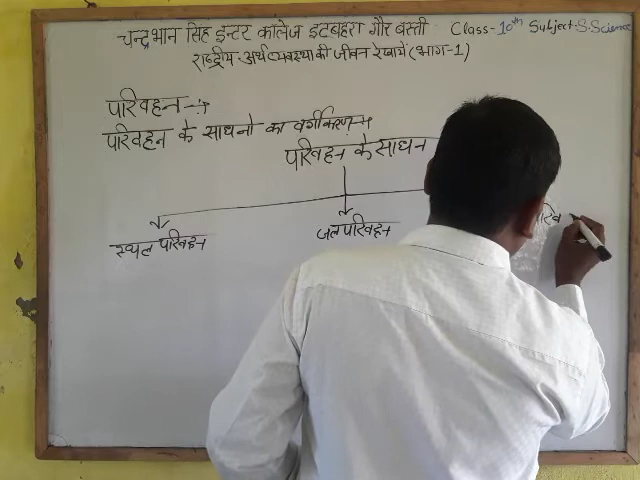 चन्द्रभान सिंह इन्टर कॉलेज इटबहरा गौर बस्ती Class-10th Subject-S.Science
राष्ट्रीय अर्थव्यवस्था की जीवन रेखायें (भाग-1)
परिवहन →
परिवहन के साधनो का वर्गीकरण →
परिवहन के साधन
स्थल परिवहन
जल परिवहन